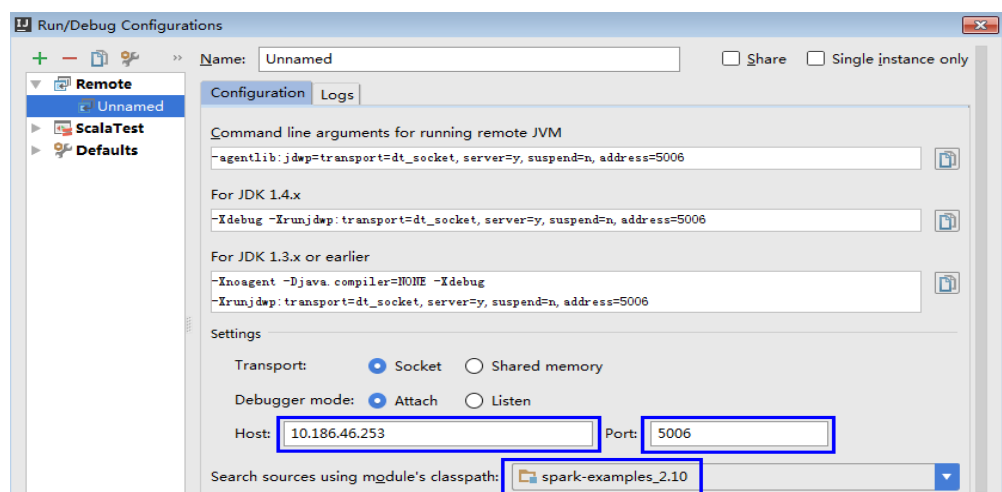 Run/Debug Configurations
Name: Unnamed Share Single instance only
Remote
Unnamed
ScalaTest
Defaults
Configuration Logs
Command line arguments for running remote JVM
-agentlib:jdwp=transport=dt_socket, server=y, suspend=n, address=5006
For JDK 1.4.x
-Xdebug -Xrunjdwp:transport=dt_socket, server=y, suspend=n, address=5006
For JDK 1.3.x or earlier
-Xnoagent -Djava.compiler=NONE -Xdebug
-Xrunjdwp:transport=dt_socket, server=y, suspend=n, address=5006
Settings
Transport: Socket Shared memory
Debugger mode: Attach Listen
Host: 10.186.46.253 Port: 5006
Search sources using module's classpath: spark-examples_2.10